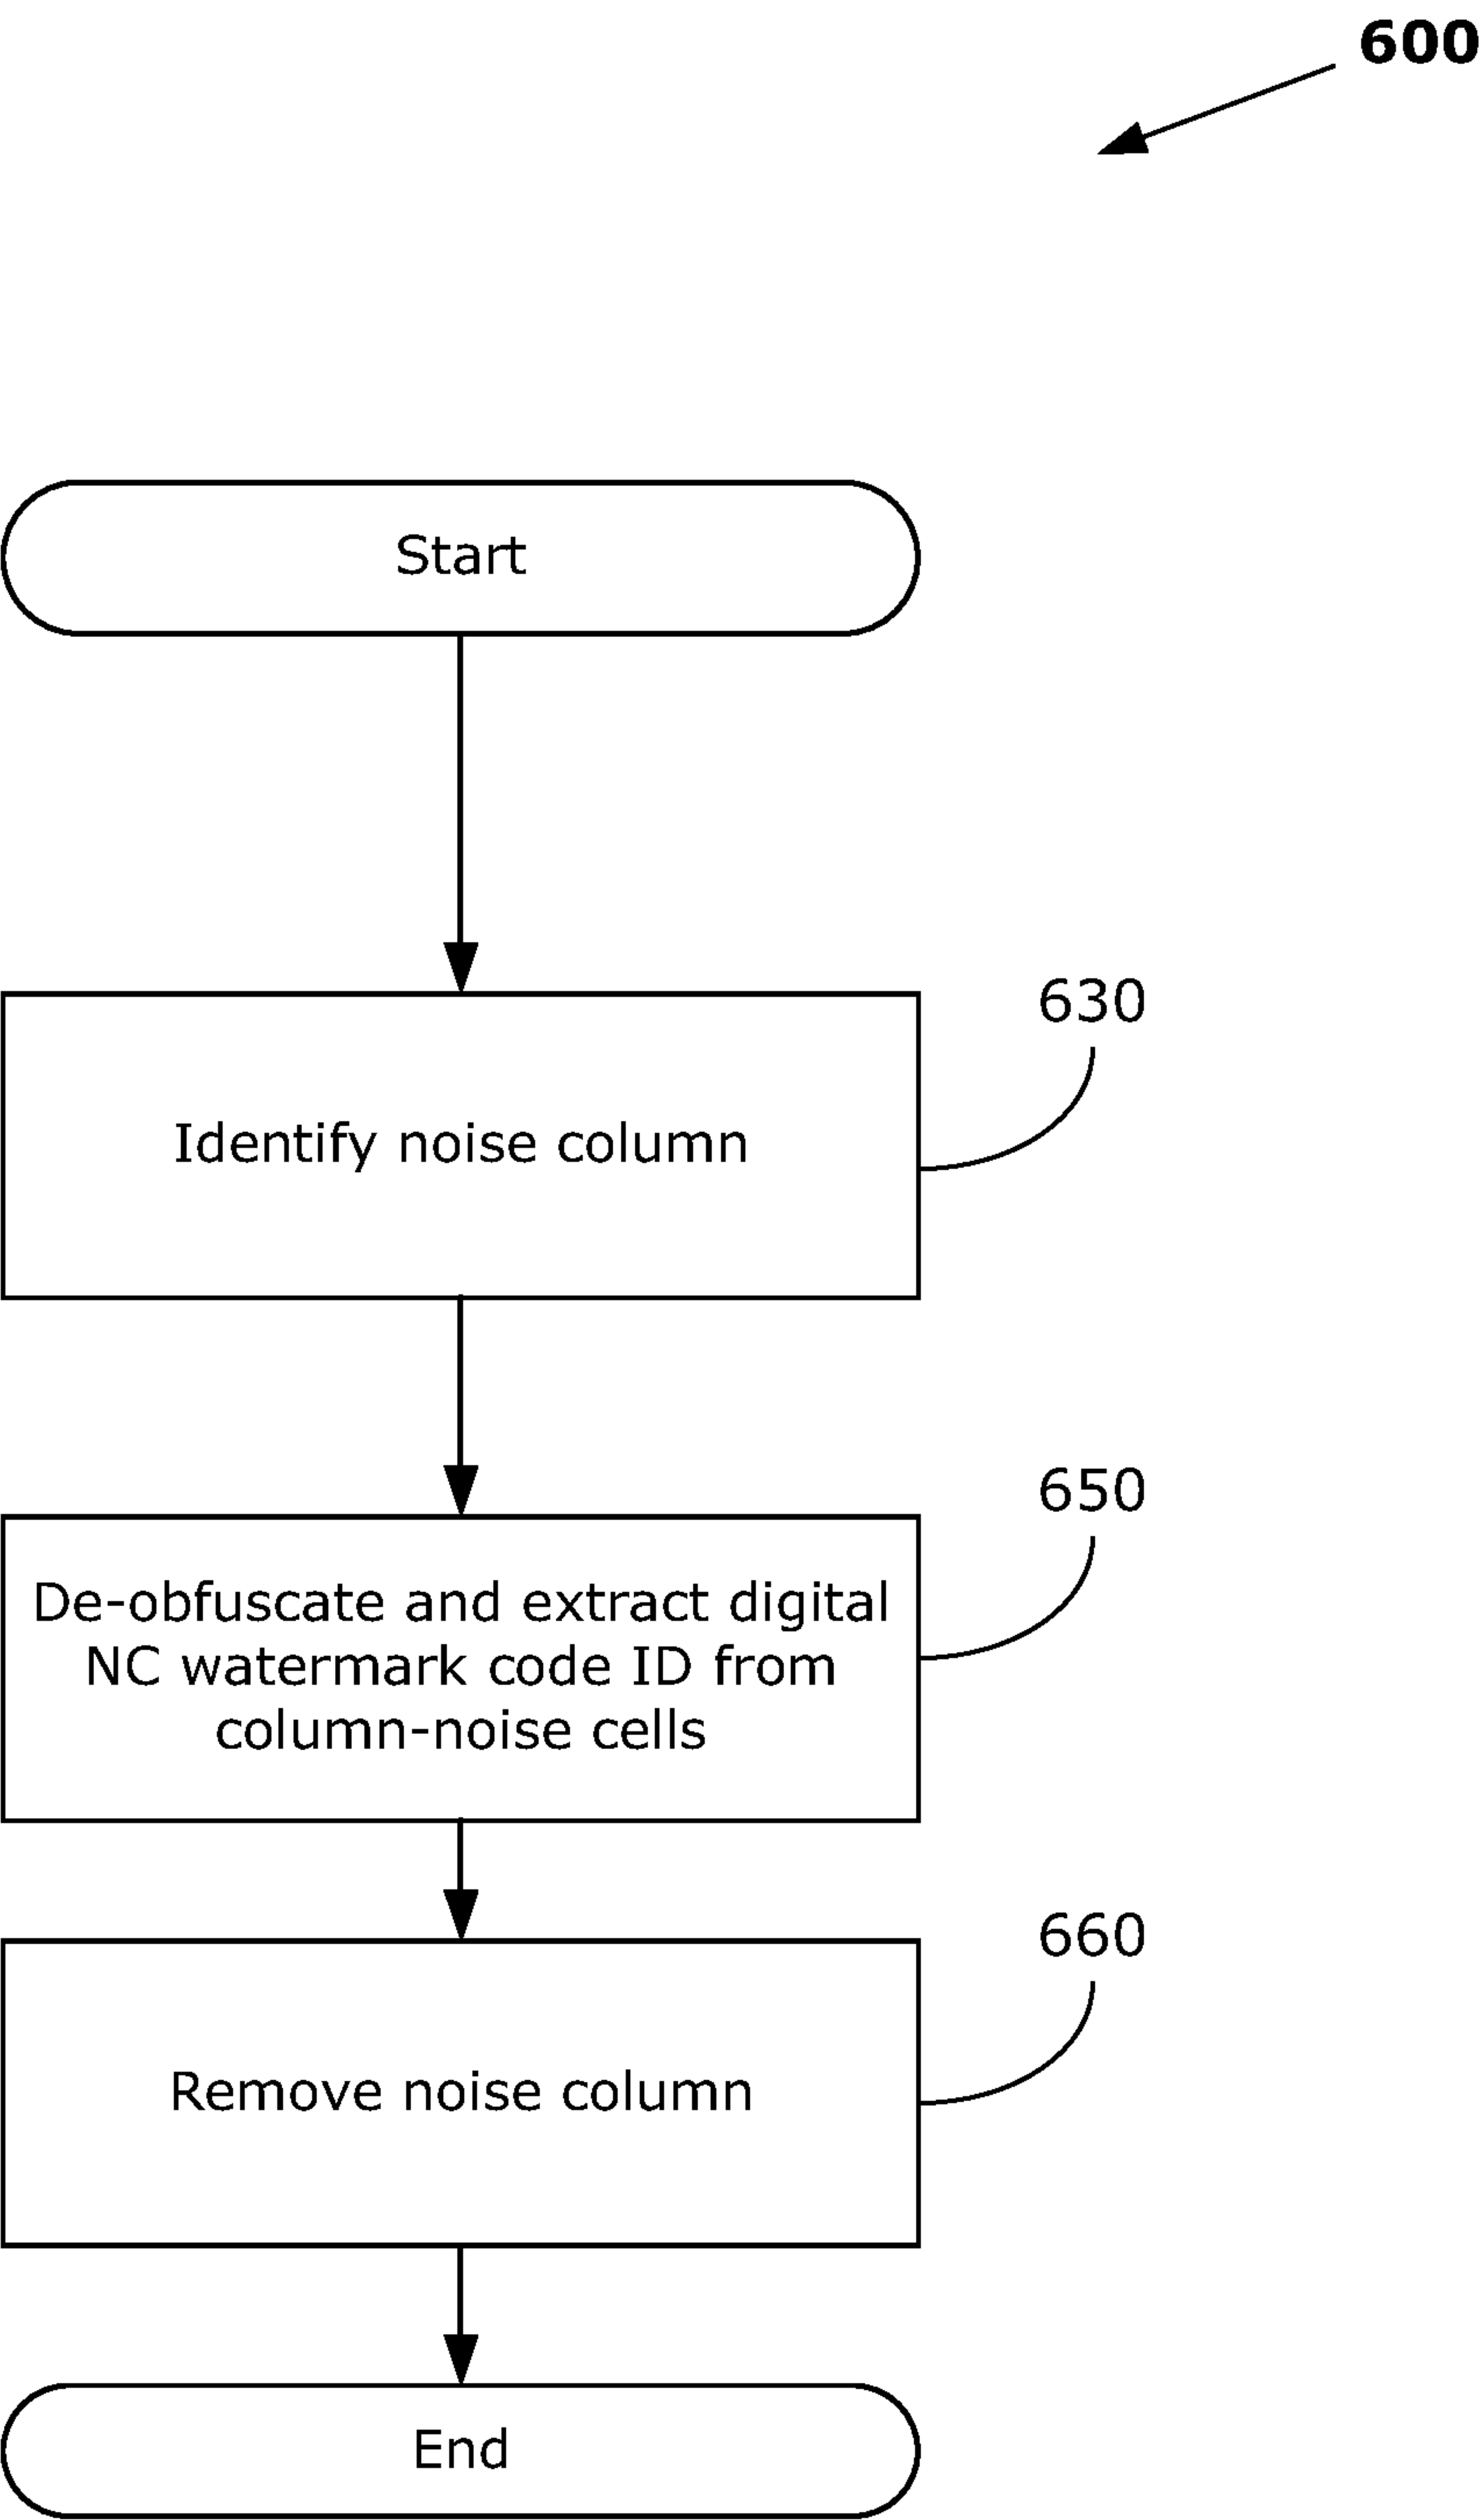 600
Start
630
Identify noise column
650
De-obfuscate and extract digital
NC watermark code ID from
column-noise cells
660
Remove noise column
End